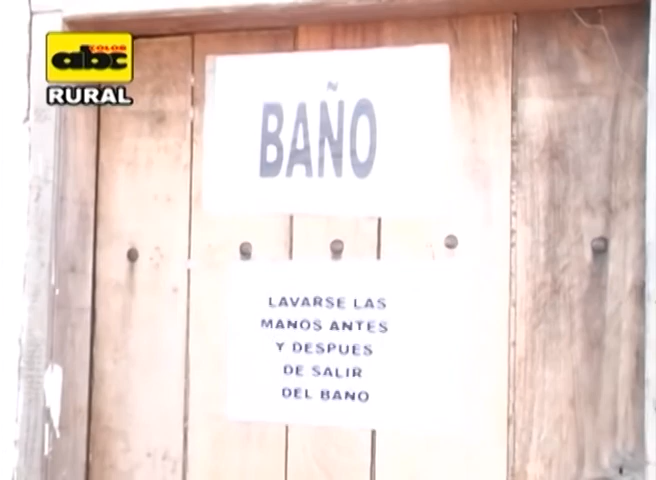 COLOR
abc
RURAL
BAÑO
LAVARSE LAS
MANOS ANTES
Y DESPUES
DE SALIR
DEL BANO